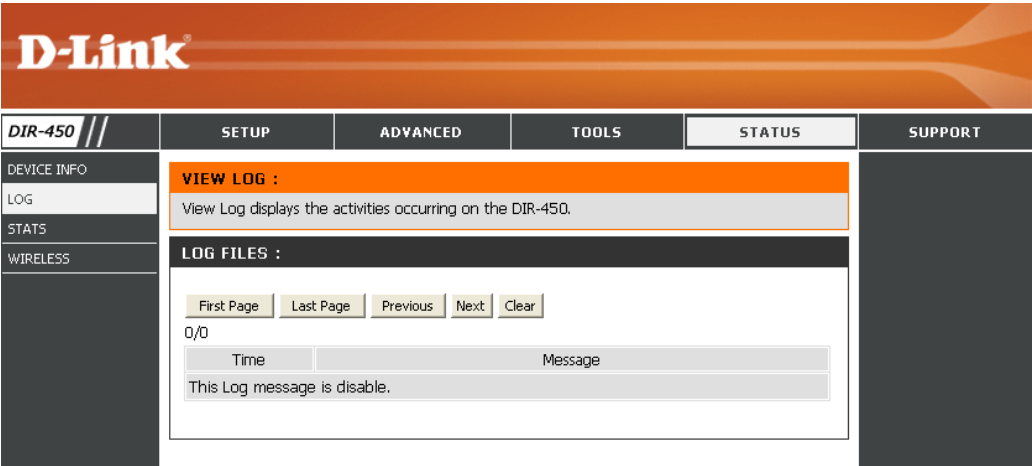 D-Link®
DIR-450 SETUP ADVANCED TOOLS STATUS SUPPORT
DEVICE INFO
LOG
STATS
WIRELESS
VIEW LOG :
View Log displays the activities occurring on the DIR-450.
LOG FILES :
First Page Last Page Previous Next Clear
0/0
Time Message
This Log message is disable.